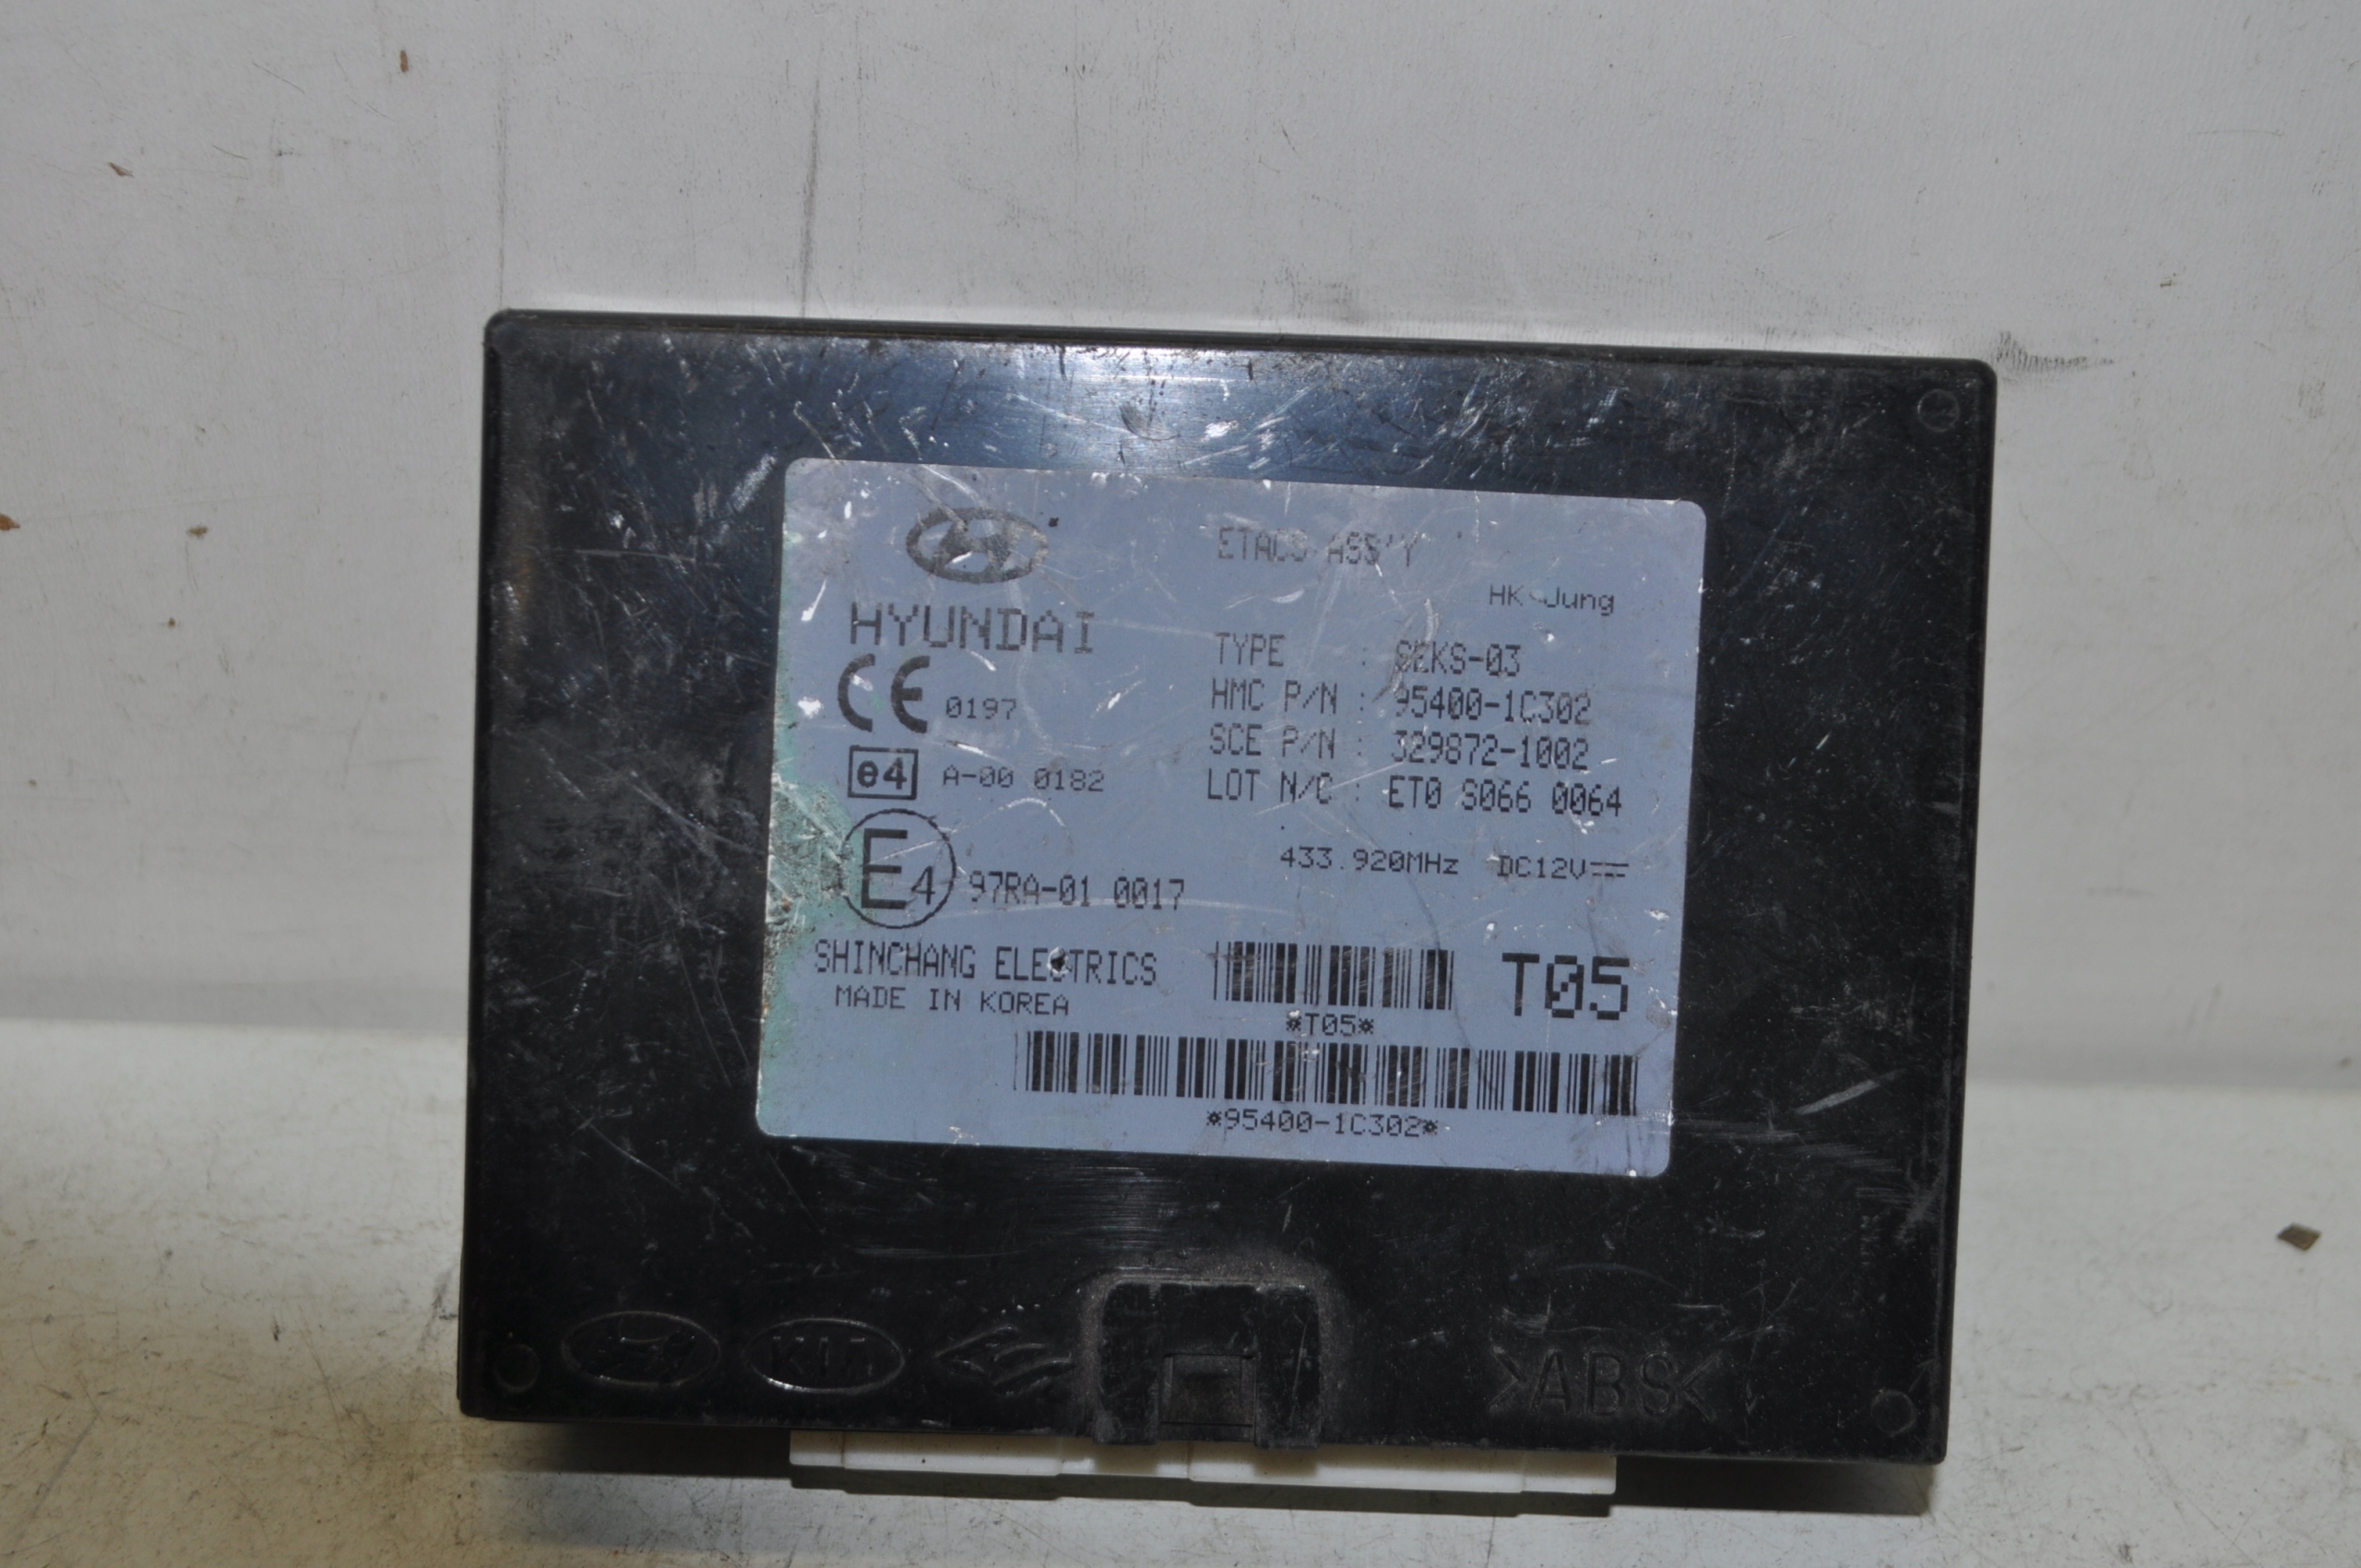 ETACS ASS'Y
HK Jung
HYUNDAI
TYPE : SEKS-03
CE 0197
HMC P/N : 95400-1C302
SCE P/N : 329872-1002
e4 A-00 0182
LOT N/C : ET0 S066 0064
433.920MHz DC12V
E4 97RA-01 0017
SHINCHANG ELECTRICS
MADE IN KOREA
T05
*T05*
*95400-1C302*
KIA
>ABS<